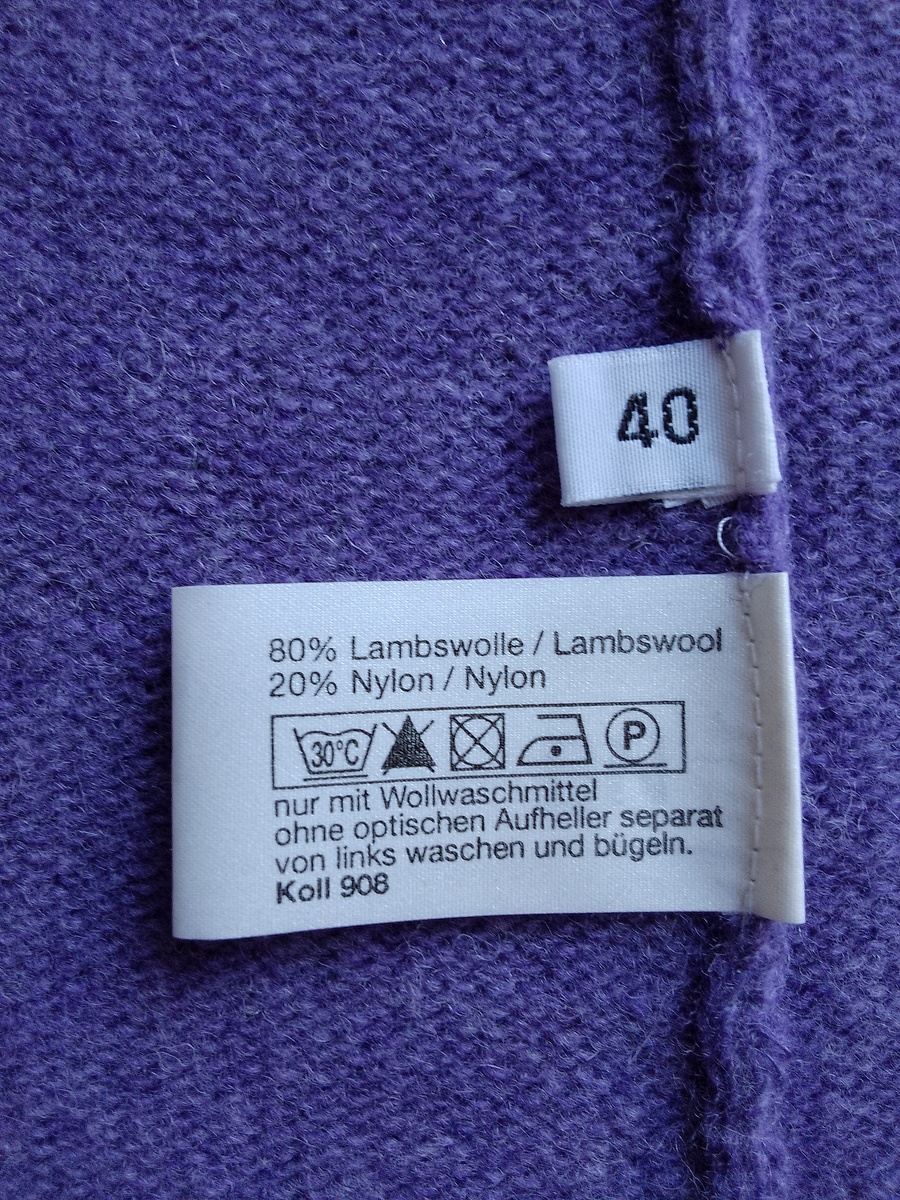 40
80% Lambswolle / Lambswool
20% Nylon / Nylon
30°C P
nur mit Wollwaschmittel
ohne optischen Aufheller separat
von links waschen und bügeln.
Koll 908